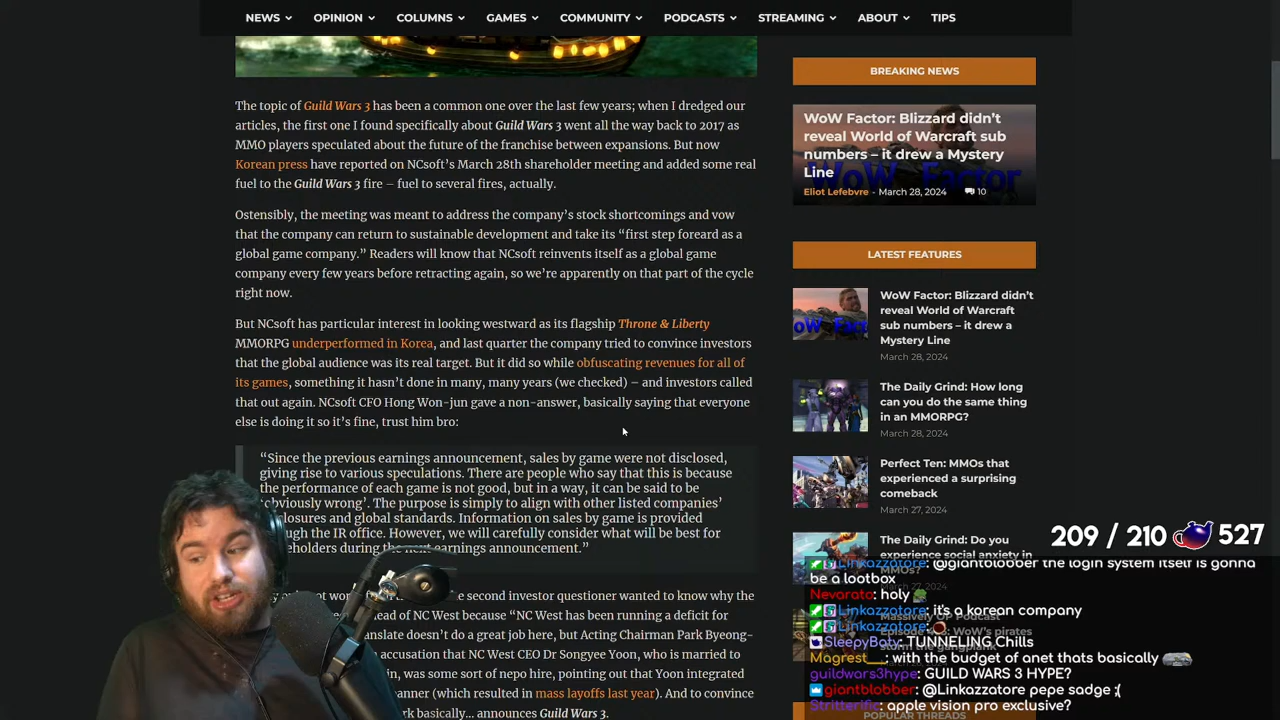 NEWS OPINION COLUMNS GAMES COMMUNITY PODCASTS STREAMING ABOUT TIPS
The topic of Guild Wars 3 has been a common one over the last few years; when I dredged our
articles, the first one I found specifically about Guild Wars 3 went all the way back to 2017 as
MMO players speculated about the future of the franchise between expansions. But now
Korean press have reported on NCsoft's March 28th shareholder meeting and added some real
fuel to the Guild Wars 3 fire – fuel to several fires, actually.
Ostensibly, the meeting was meant to address the company's stock shortcomings and vow
that the company can return to sustainable development and take its “first step foreard as a
global game company.” Readers will know that NCsoft reinvents itself as a global game
company every few years before retracting again, so we're apparently on that part of the cycle
right now.
But NCsoft has particular interest in looking westward as its flagship Throne & Liberty
MMORPG underperformed in Korea, and last quarter the company tried to convince investors
that the global audience was its real target. But it did so while obfuscating revenues for all of
its games, something it hasn't done in many, many years (we checked) – and investors called
that out again. NCsoft CFO Hong Won-jun gave a non-answer, basically saying that everyone
else is doing it so it's fine, trust him bro:
“Since the previous earnings announcement, sales by game were not disclosed,
giving rise to various speculations. There are people who say that this is because
the performance of each game is not good, but in a way, it can be said to be
obviously wrong'. The purpose is simply to align with other listed companies'
closures and global standards. Information on sales by game is provided
ugh the IR office. However, we will carefully consider what will be best for
eholders during the next earnings announcement.”
e second investor questioner wanted to know why the
ead of NC West because “NC West has been running a deficit for
anslate doesn't do a great job here, but Acting Chairman Park Byeong-
accusation that NC West CEO Dr Songyee Yoon, who is married to
in, was some sort of nepo hire, pointing out that Yoon integrated
anner (which resulted in mass layoffs last year). And to convince
rk basically... announces Guild Wars 3.
BREAKING NEWS
WoW Factor: Blizzard didn't
reveal World of Warcraft sub
numbers – it drew a Mystery
Line
Eliot Lefebvre - March 28, 2024 10
LATEST FEATURES
WoW Factor: Blizzard didn't
reveal World of Warcraft
sub numbers – it drew a
Mystery Line
March 28, 2024
The Daily Grind: How long
can you do the same thing
in an MMORPG?
March 28, 2024
Perfect Ten: MMOs that
experienced a surprising
comeback
March 27, 2024
The Daily Grind: Do you
experience social anxiety in
MMOs?
March 27, 2024
Massively OP Podcast
209 / 210 527
Linkazzatore: @giantbloober the login system itself is gonna
be a lootbox
Nevarato: holy
Linkazzatore: it's a korean company
Linkazzatore:
SleepyBaty: TUNNELING Chills
Magrest__: with the budget of anet thats basically
guildwars3hype: GUILD WARS 3 HYPE?
giantblobber: @Linkazzatore pepe sadge ;(
Stritterific: apple vision pro exclusive?
POPULAR THREADS